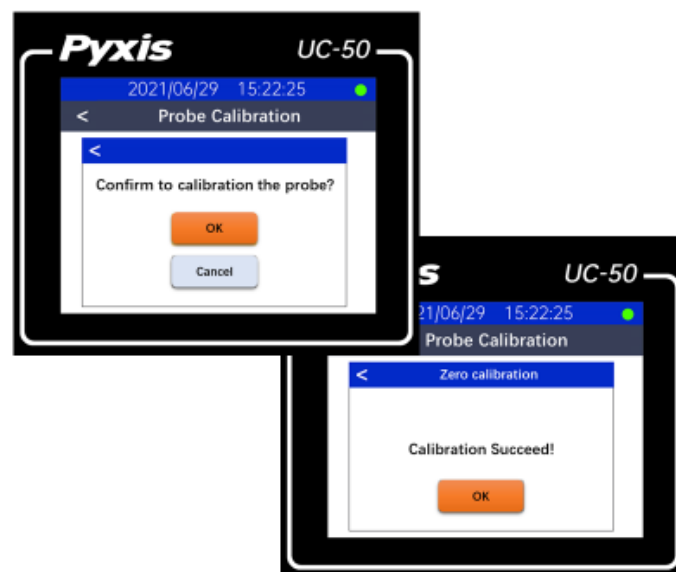 Pyxis UC-50
2021/06/29 15:22:25
< Probe Calibration
<
Confirm to calibration the probe?
OK
Cancel
s UC-50
21/06/29 15:22:25
Probe Calibration
< Zero calibration
Calibration Succeed!
OK